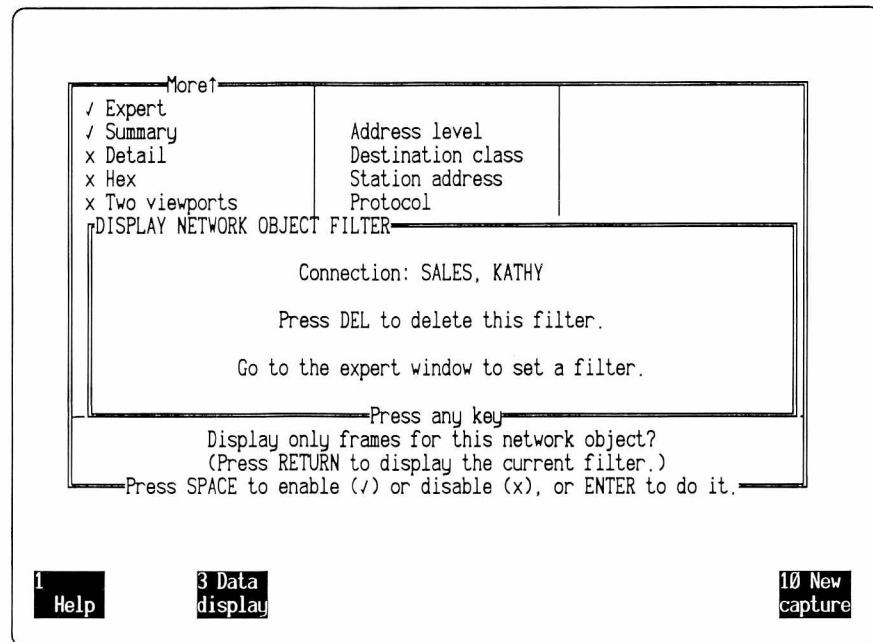 More↑
√ Expert
√ Summary Address level
x Detail Destination class
x Hex Station address
x Two viewports Protocol
DISPLAY NETWORK OBJECT FILTER
Connection: SALES, KATHY
Press DEL to delete this filter.
Go to the expert window to set a filter.
Press any key
Display only frames for this network object?
(Press RETURN to display the current filter.)
Press SPACE to enable (√) or disable (x), or ENTER to do it.
1 Help
3 Data display
10 New capture